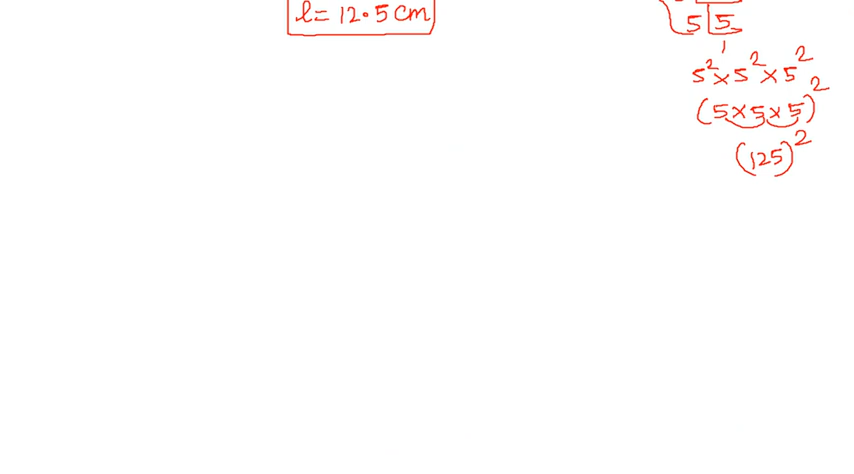 l = 12.5 cm
5 | 5
1
5² × 5² × 5²
(5 × 5 × 5)²
(125)²